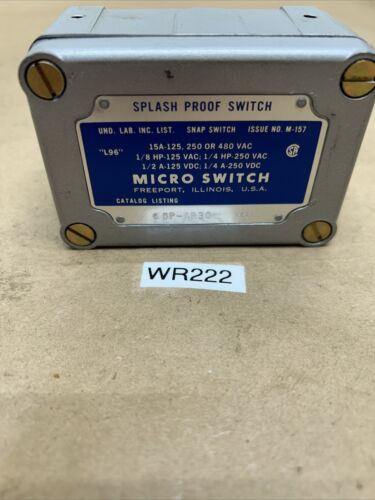 SPLASH PROOF SWITCH
UND. LAB. INC. LIST. SNAP SWITCH ISSUE NO. M-157
"L96" 15A-125, 250 OR 480 VAC
1/8 HP-125 VAC; 1/4 HP-250 VAC
1/2 A-125 VDC; 1/4 A-250 VDC
MICRO SWITCH
FREEPORT, ILLINOIS, U.S.A.
CATALOG LISTING
WR222